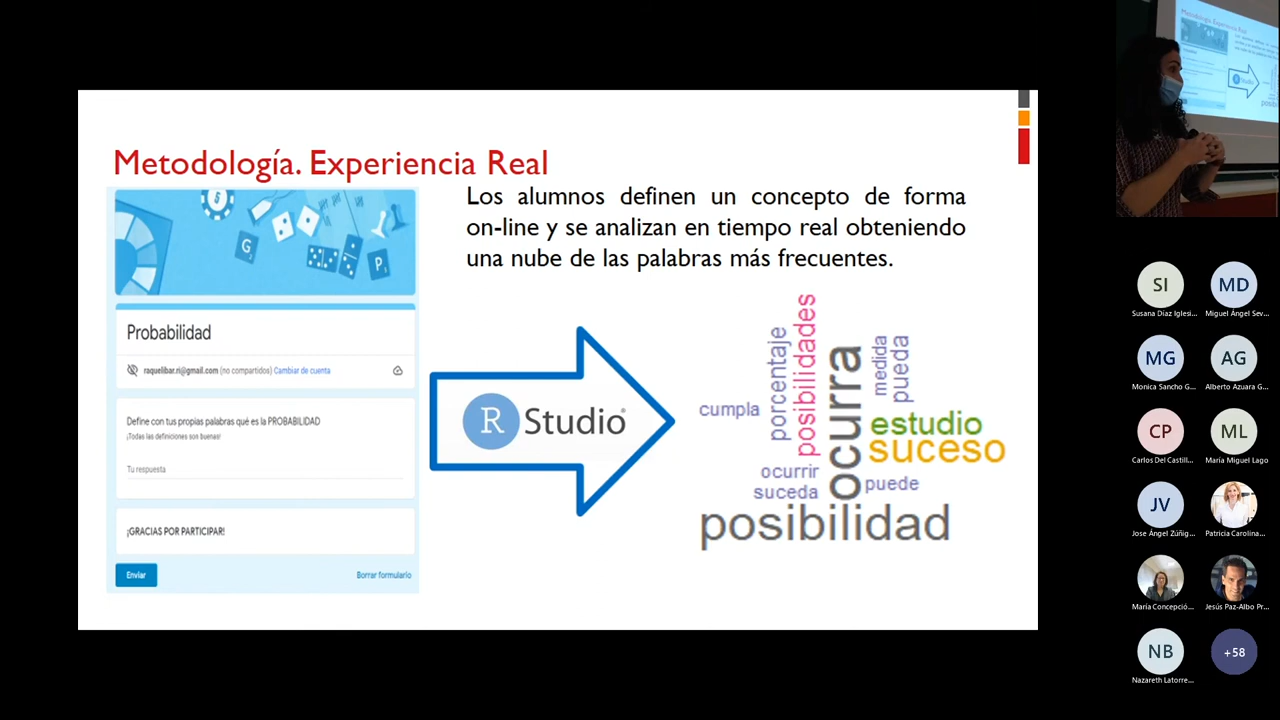 Metodología. Experiencia Real
Los alumnos definen un concepto de forma
on-line y se analizan en tiempo real obteniendo
una nube de las palabras más frecuentes.
5
G
P
Probabilidad
raquelibar.ri@gmail.com (no compartidos) Cambiar de cuenta
Define con tus propias palabras qué es la PROBABILIDAD
¡Todas las definiciones son buenas!
Tu respuesta
¡GRACIAS POR PARTICIPAR!
Enviar
Borrar formulario
R Studio
cumpla
porcentaje
posibilidades
ocurra
medida
pueda
estudio
suceso
ocurrir
suceda
puede
posibilidad
Metodología. Experiencia Real
Studio
SI
Susana Díaz Iglesi...
MD
Miguel Ángel Sev...
MG
Monica Sancho G...
AG
Alberto Azuara G...
CP
Carlos Del Castill...
ML
María Miguel Lago
JV
Jose Ángel Zúñig...
Patricia Carolina...
María Concepció...
Jesús Paz-Albo Pr...
NB
Nazareth Latorre...
+58